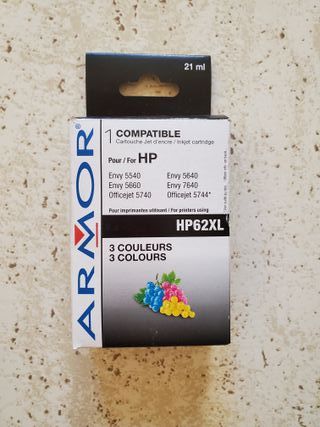 21 ml
1 COMPATIBLE
Cartouche Jet d'encre / Inkjet cartridge
Pour / For HP
Envy 5540 Envy 5640
Envy 5660 Envy 7640
Officejet 5740 Officejet 5744*
Pour imprimantes utilisant / For printers using
HP62XL
3 COULEURS
3 COLOURS
ARMOR